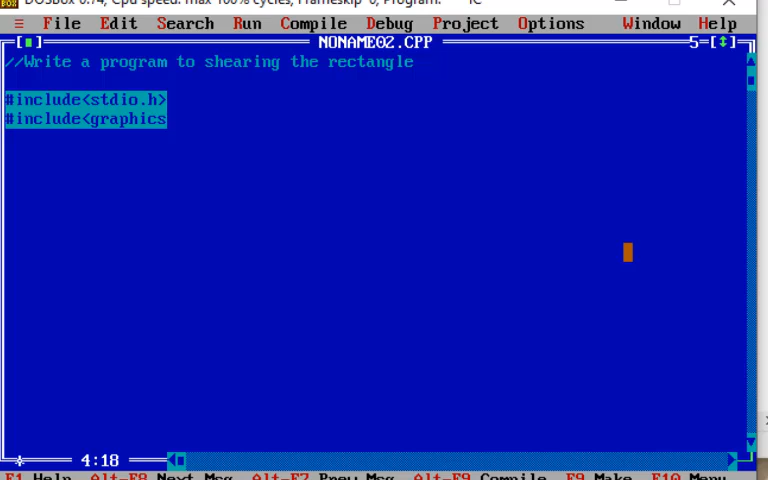 DOSBox 0.74, Cpu speed: max 100% cycles, Frameskip 0, Program: TC
≡ File Edit Search Run Compile Debug Project Options Window Help
[■] NONAME02.CPP 5=[↕]
//Write a program to shearing the rectangle
#include<stdio.h>
#include<graphics
4:18
F1 Help Alt-F8 Next Msg Alt-F7 Prev Msg Alt-F9 Compile F9 Make F10 Menu